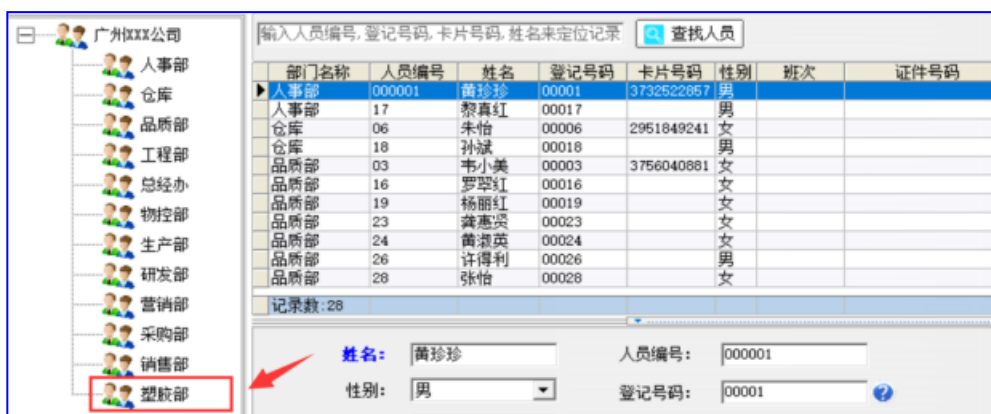 广州XXX公司
人事部
仓库
品质部
工程部
总经办
物控部
生产部
研发部
营销部
采购部
销售部
塑胶部
输入人员编号,登记号码,卡片号码,姓名来定位记录 查找人员
部门名称 人员编号 姓名 登记号码 卡片号码 性别 班次 证件号码
人事部 000001 黄珍珍 00001 3732522857 男
人事部 17 黎真红 00017 男
仓库 06 朱怡 00006 2951849241 女
仓库 18 孙斌 00018 男
品质部 03 韦小美 00003 3756040881 女
品质部 16 罗翠红 00016 女
品质部 19 杨丽红 00019 女
品质部 23 龚惠贤 00023 女
品质部 24 黄淑英 00024 女
品质部 26 许得利 00026 男
品质部 28 张怡 00028 女
记录数:28
姓名: 黄珍珍 人员编号: 000001
性别: 男 登记号码: 00001